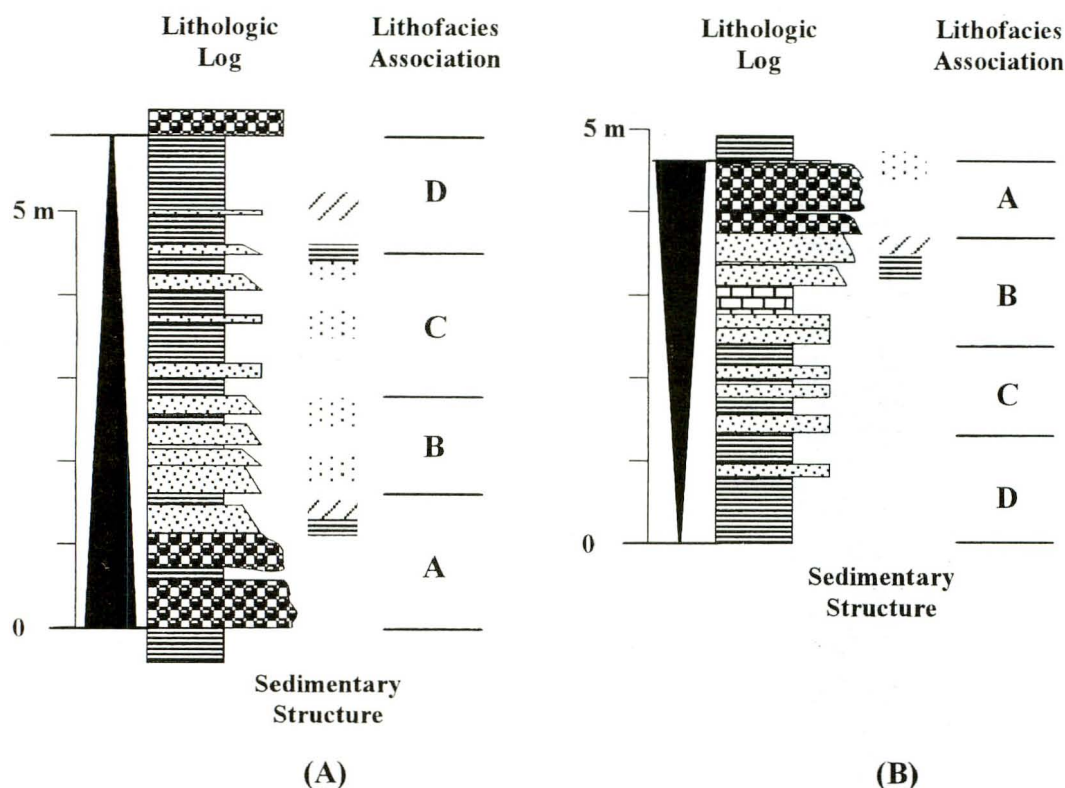 Lithologic
Log
Lithofacies
Association
5 m
D
C
B
A
0
Sedimentary
Structure
(A)
Lithologic
Log
Lithofacies
Association
5 m
A
B
C
D
0
Sedimentary
Structure
(B)